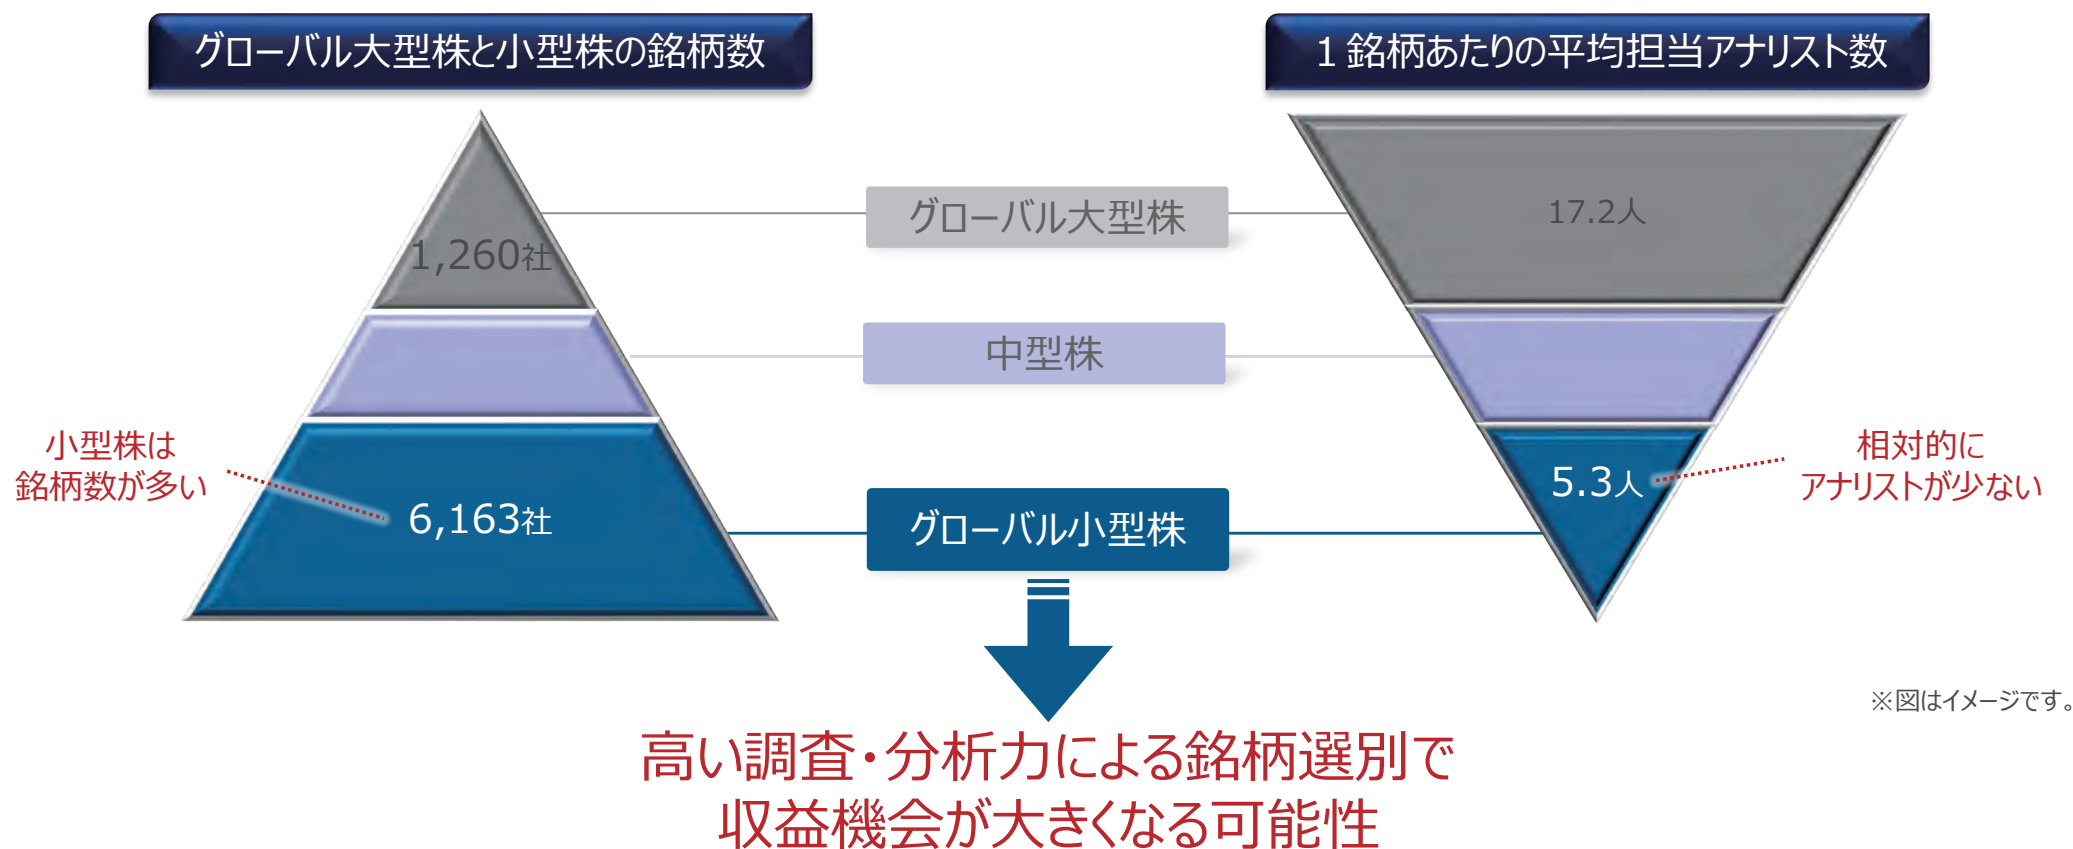 グローバル大型株と小型株の銘柄数
1銘柄あたりの平均担当アナリスト数
グローバル大型株
17.2人
1,260社
中型株
小型株は
銘柄数が多い
相対的に
アナリストが少ない
5.3人
6,163社
グローバル小型株
※図はイメージです。
高い調査・分析力による銘柄選別で
収益機会が大きくなる可能性